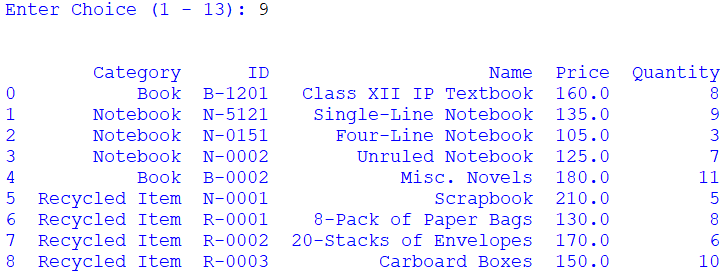 Enter Choice (1 - 13): 9
Category ID Name Price Quantity
0 Book B-1201 Class XII IP Textbook 160.0 8
1 Notebook N-5121 Single-Line Notebook 135.0 9
2 Notebook N-0151 Four-Line Notebook 105.0 3
3 Notebook N-0002 Unruled Notebook 125.0 7
4 Book B-0002 Misc. Novels 180.0 11
5 Recycled Item N-0001 Scrapbook 210.0 5
6 Recycled Item R-0001 8-Pack of Paper Bags 130.0 8
7 Recycled Item R-0002 20-Stacks of Envelopes 170.0 6
8 Recycled Item R-0003 Carboard Boxes 150.0 10